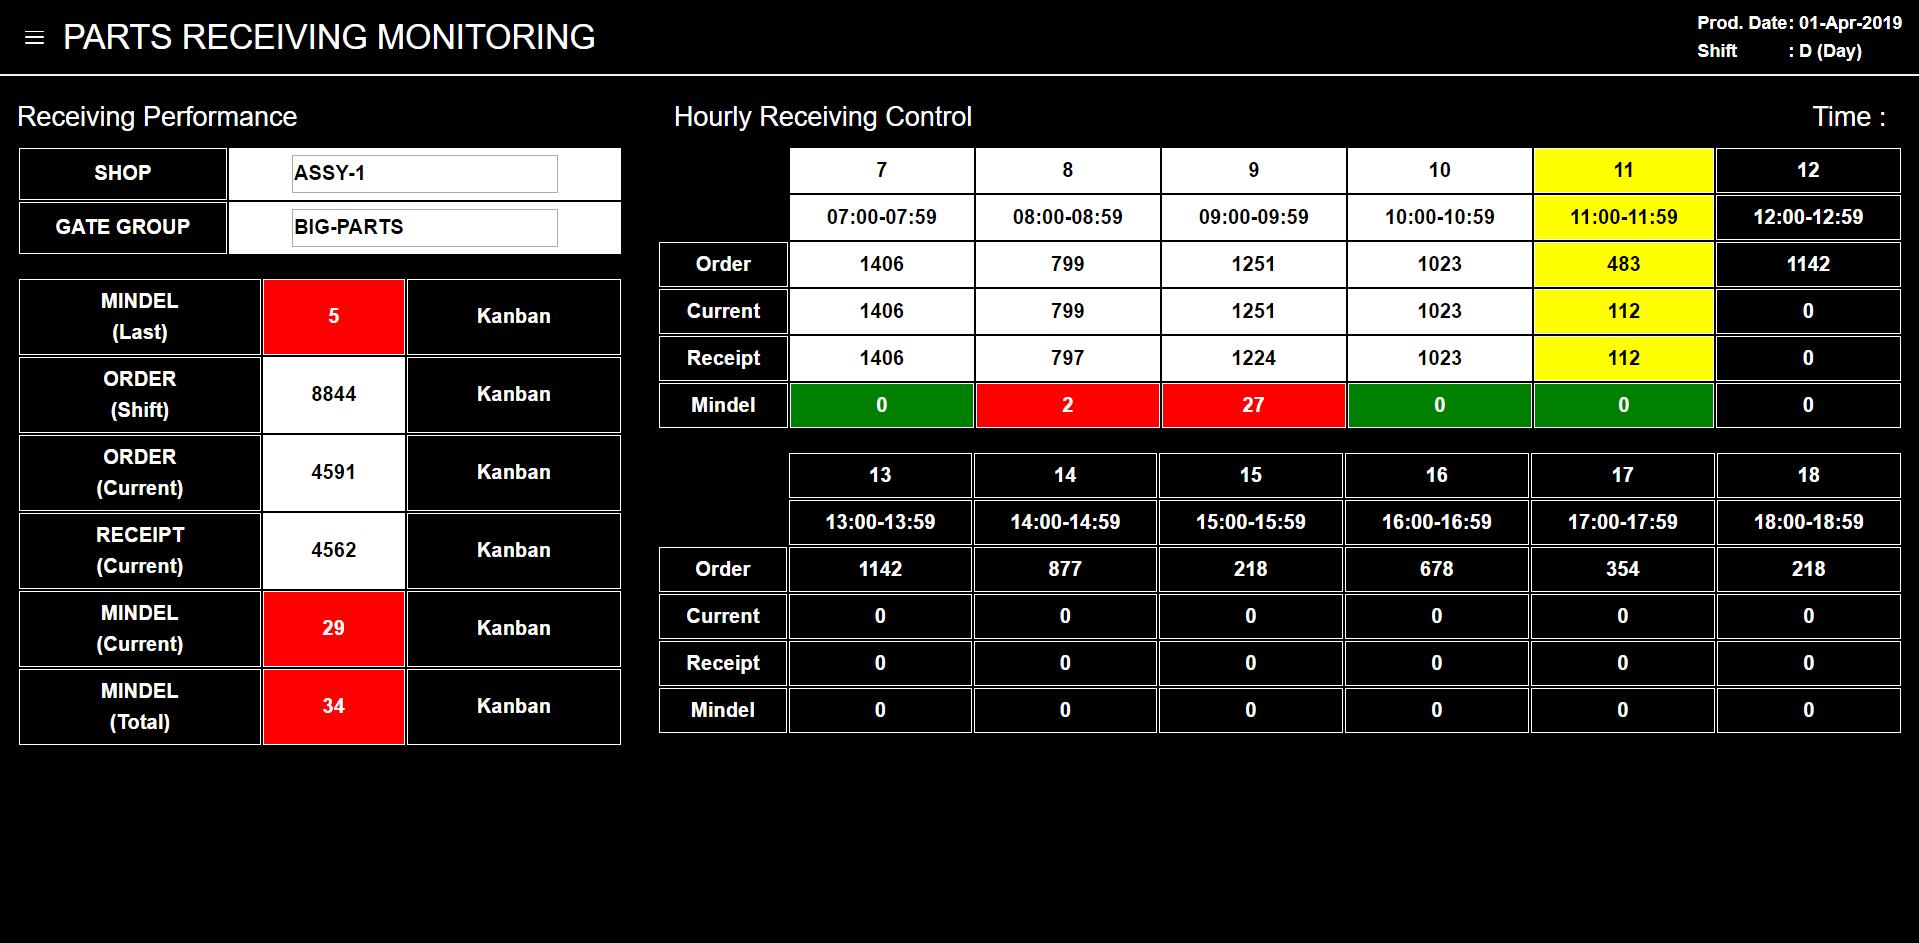 PARTS RECEIVING MONITORING
Prod. Date: 01-Apr-2019
Shift : D (Day)
Receiving Performance
SHOP ASSY-1
GATE GROUP BIG-PARTS
MINDEL
(Last)
5 Kanban
ORDER
(Shift)
8844 Kanban
ORDER
(Current)
4591 Kanban
RECEIPT
(Current)
4562 Kanban
MINDEL
(Current)
29 Kanban
MINDEL
(Total)
34 Kanban
Hourly Receiving Control
Time :
7 8 9 10 11 12
07:00-07:59 08:00-08:59 09:00-09:59 10:00-10:59 11:00-11:59 12:00-12:59
Order 1406 799 1251 1023 483 1142
Current 1406 799 1251 1023 112 0
Receipt 1406 797 1224 1023 112 0
Mindel 0 2 27 0 0 0
13 14 15 16 17 18
13:00-13:59 14:00-14:59 15:00-15:59 16:00-16:59 17:00-17:59 18:00-18:59
Order 1142 877 218 678 354 218
Current 0 0 0 0 0 0
Receipt 0 0 0 0 0 0
Mindel 0 0 0 0 0 0